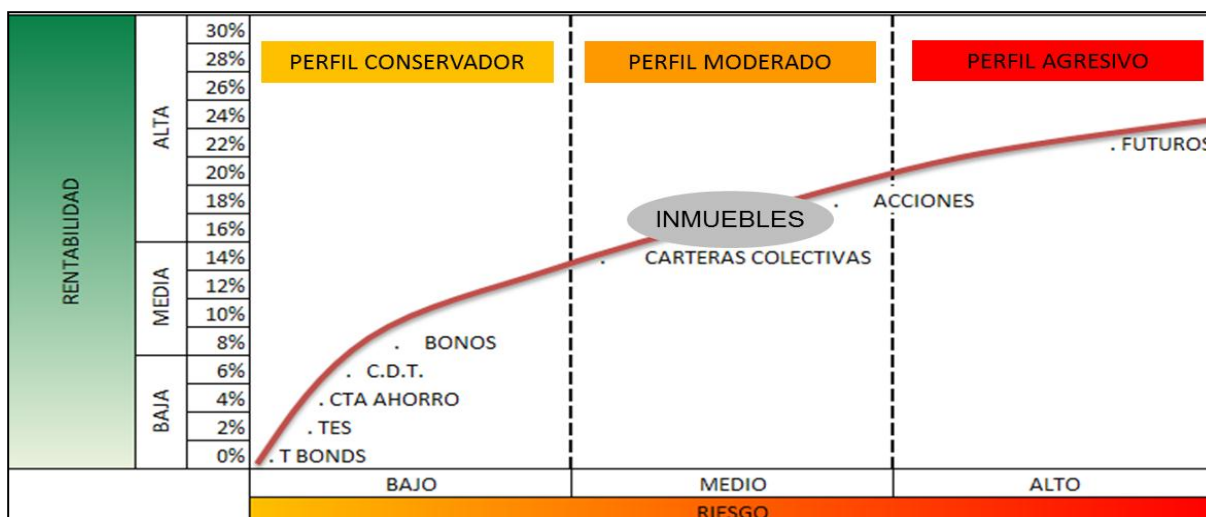 RENTABILIDAD
ALTA
MEDIA
BAJA
30%
28%
26%
24%
22%
20%
18%
16%
14%
12%
10%
8%
6%
4%
2%
0%
PERFIL CONSERVADOR
PERFIL MODERADO
PERFIL AGRESIVO
. FUTUROS
. ACCIONES
INMUEBLES
. CARTERAS COLECTIVAS
. BONOS
. C.D.T.
. CTA AHORRO
. TES
. T BONDS
BAJO
MEDIO
ALTO
RIESGO